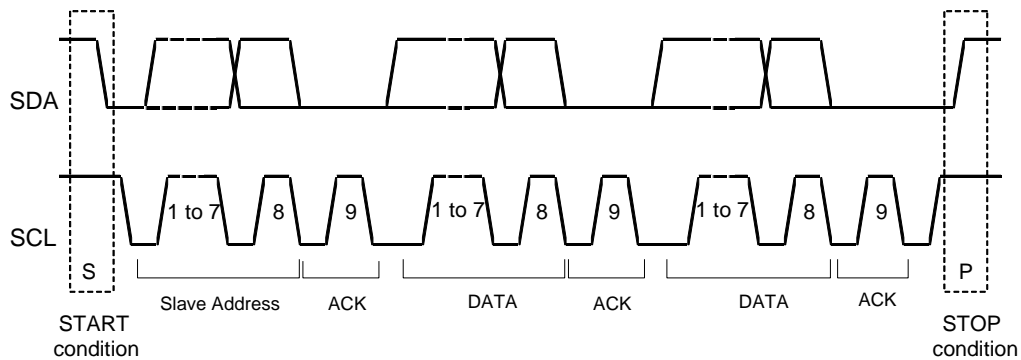 SDA
SCL
1 to 7 8 9 1 to 7 8 9 1 to 7 8 9
S P
Slave Address ACK DATA ACK DATA ACK
START
condition
STOP
condition